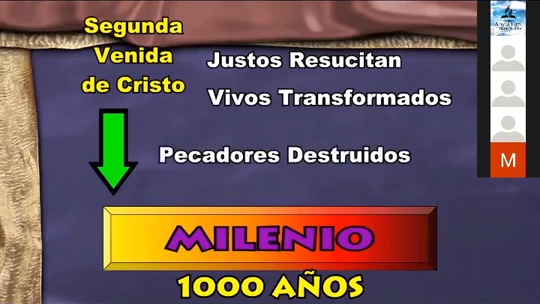 Segunda
Venida
de Cristo
Justos Resucitan
Vivos Transformados
Pecadores Destruidos
MILENIO
1000 AÑOS
M